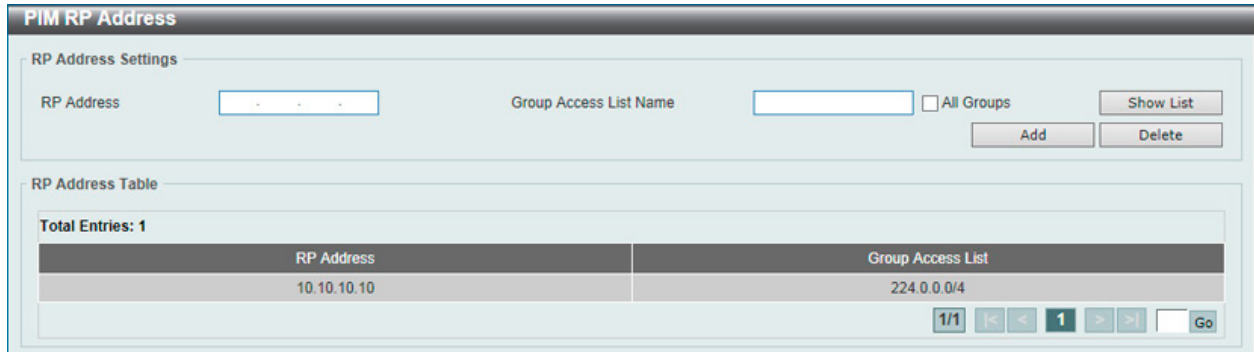 PIM RP Address
RP Address Settings
RP Address . . . Group Access List Name All Groups Show List
Add Delete
RP Address Table
Total Entries: 1
RP Address Group Access List
10.10.10.10 224.0.0.0/4
1/1 |< < 1 > >| Go